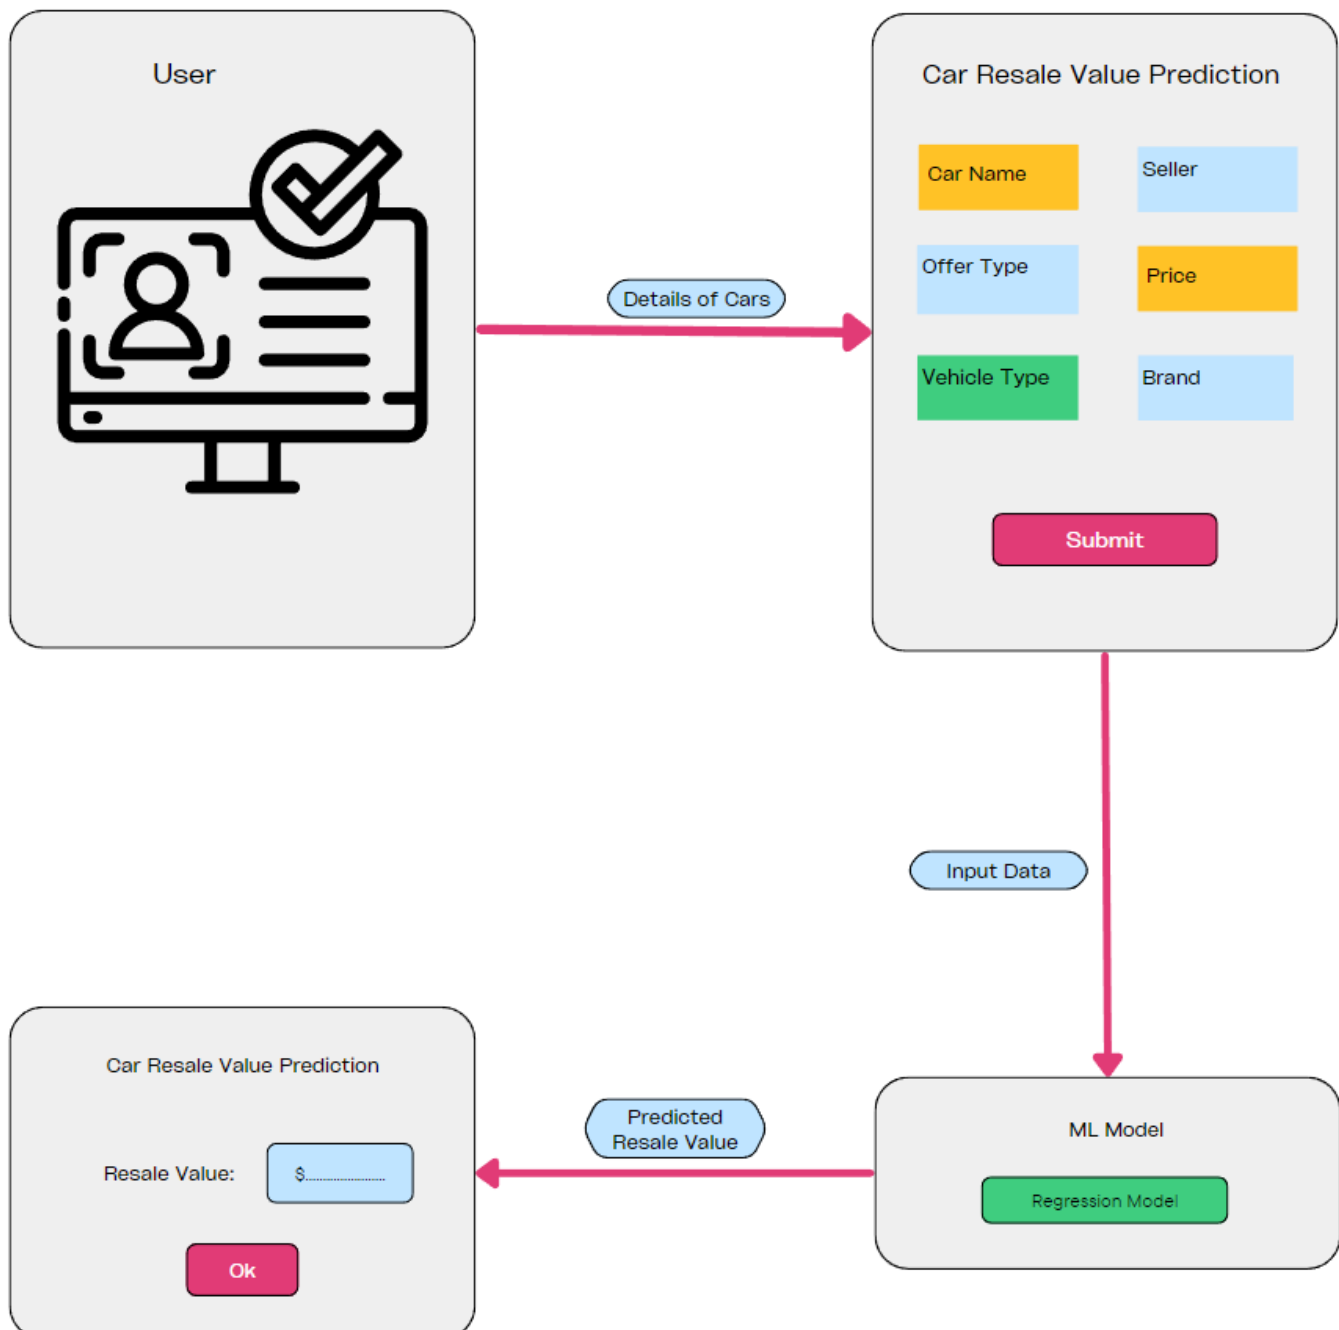 User
Car Resale Value Prediction
Car Name
Seller
Offer Type
Price
Vehicle Type
Brand
Submit
Details of Cars
Input Data
ML Model
Regression Model
Predicted
Resale Value
Car Resale Value Prediction
Resale Value:
$........................
Ok